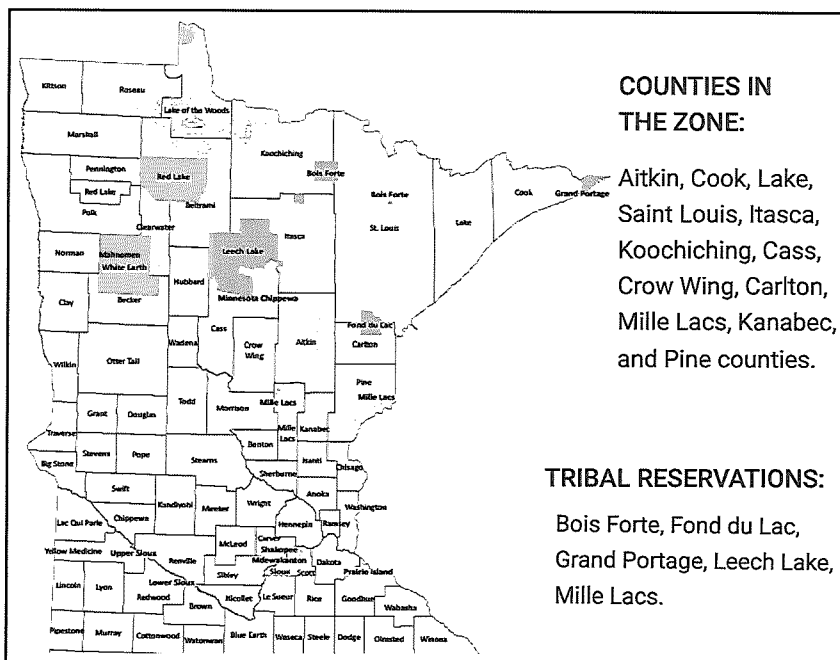 Kittson
Roseau
Lake of the Woods
Marshall
Koochiching
Pennington
Red Lake
Bois Forte
Red Lake
Beltrami
Polk
Clearwater
Bois Forte
Cook
Grand Portage
St. Louis
Lake
Itasca
Norman
Mahnomen
White Earth
Leech Lake
Hubbard
Clay
Becker
Minnesota Chippewa
Cass
Fond du Lac
Wadena
Crow
Wing
Aitkin
Carlton
Wilkin
Otter Tail
Pine
Todd
Morrison
Mille Lacs
Mille Lacs
Grant
Douglas
Mille
Lacs
Kanabec
Traverse
Benton
Big Stone
Stevens
Pope
Stearns
Isanti
Chisago
Sherburne
Swift
Anoka
Kandiyohi
Meeker
Wright
Washington
Lac Qui Parle
Chippewa
Hennepin
Ramsey
McLeod
Carver
Yellow Medicine
Upper Sioux
Renville
Shakopee
Mdewakanton
Sioux
Scott
Dakota
Prairie Island
Sibley
Lincoln
Lyon
Lower Sioux
Redwood
Nicollet
Le Sueur
Rice
Goodhue
Brown
Wabasha
Pipestone
Murray
Cottonwood
Watonwan
Blue Earth
Waseca
Steele
Dodge
Olmsted
Winona
COUNTIES IN
THE ZONE:
Aitkin, Cook, Lake,
Saint Louis, Itasca,
Koochiching, Cass,
Crow Wing, Carlton,
Mille Lacs, Kanabec,
and Pine counties.
TRIBAL RESERVATIONS:
Bois Forte, Fond du Lac,
Grand Portage, Leech Lake,
Mille Lacs.